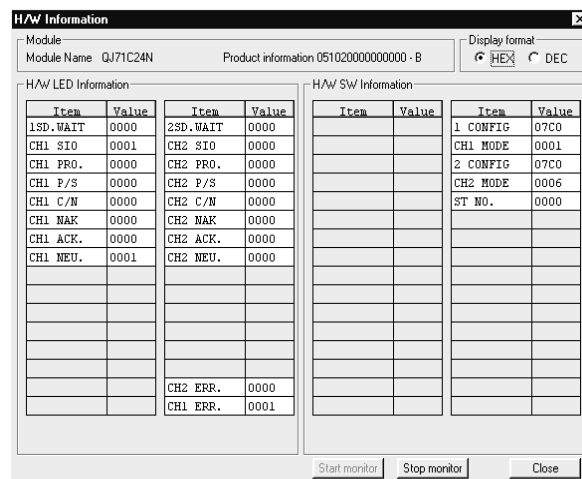 H/W Information
Module
Module Name QJ71C24N Product information 051020000000000 - B
Display format
HEX DEC
H/W LED Information
Item Value Item Value
1SD.WAIT 0000 2SD.WAIT 0000
CH1 SIO 0001 CH2 SIO 0000
CH1 PRO. 0000 CH2 PRO. 0000
CH1 P/S 0000 CH2 P/S 0000
CH1 C/N 0000 CH2 C/N 0000
CH1 NAK 0000 CH2 NAK 0000
CH1 ACK. 0000 CH2 ACK. 0000
CH1 NEU. 0001 CH2 NEU. 0000
CH2 ERR. 0000
CH1 ERR. 0001
H/W SW Information
Item Value Item Value
1 CONFIG 07C0
CH1 MODE 0001
2 CONFIG 07C0
CH2 MODE 0006
ST NO. 0000
Start monitor Stop monitor Close